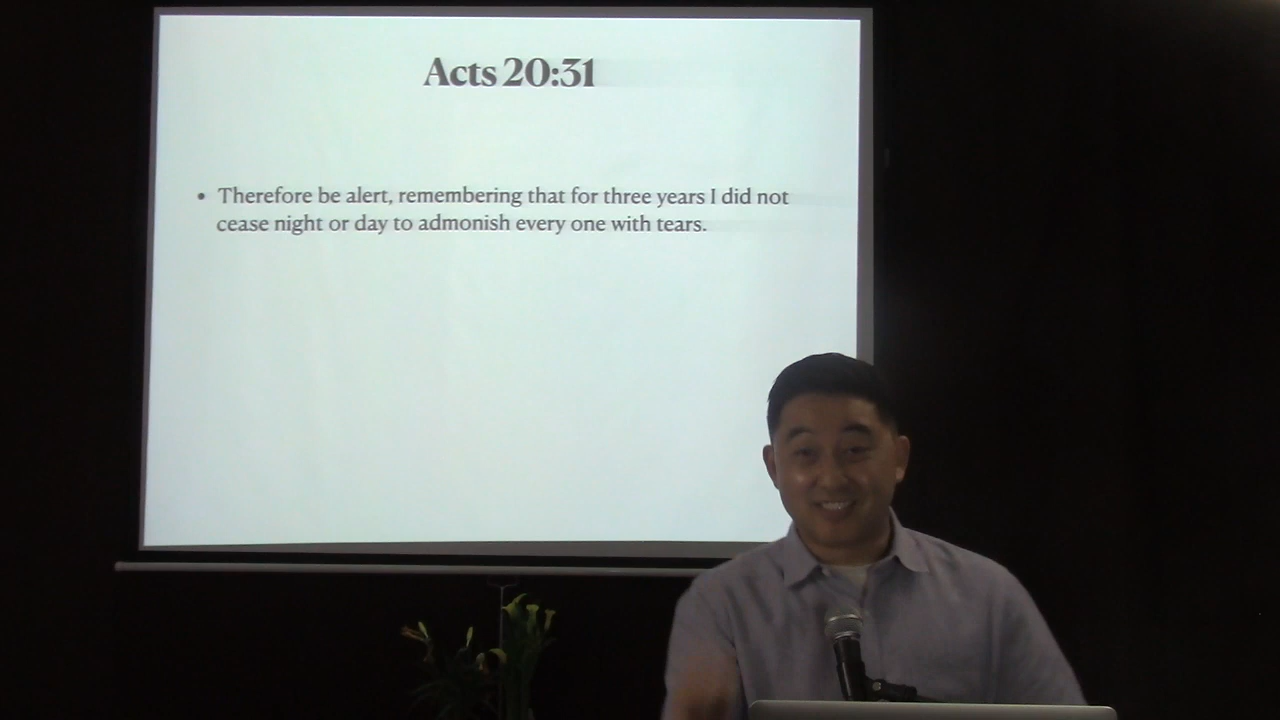 Acts 20:31
• Therefore be alert, remembering that for three years I did not
cease night or day to admonish every one with tears.